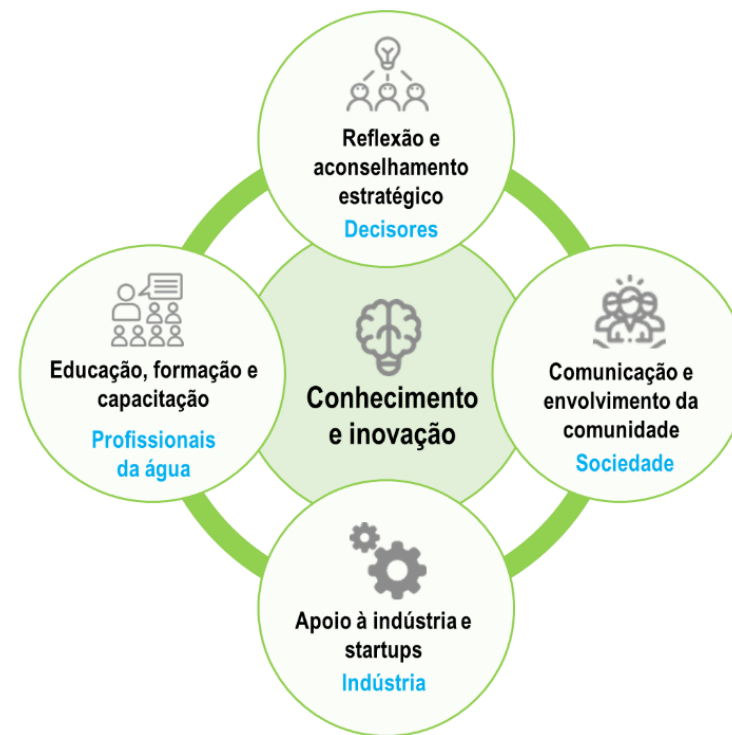 Reflexão e
aconselhamento
estratégico
Decisores
Educação, formação e
capacitação
Profissionais
da água
Conhecimento
e inovação
Comunicação e
envolvimento da
comunidade
Sociedade
Apoio à indústria e
startups
Indústria